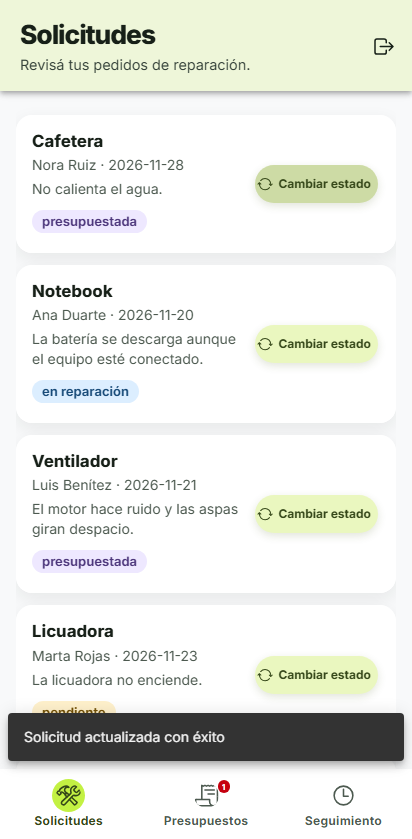 Solicitudes
Revisá tus pedidos de reparación.
Cafetera
Nora Ruiz · 2026-11-28
No calienta el agua.
presupuestada
Cambiar estado
Notebook
Ana Duarte · 2026-11-20
La batería se descarga aunque
el equipo esté conectado.
en reparación
Cambiar estado
Ventilador
Luis Benítez · 2026-11-21
El motor hace ruido y las aspas
giran despacio.
presupuestada
Cambiar estado
Licuadora
Marta Rojas · 2026-11-23
La licuadora no enciende.
pendiente
Cambiar estado
Solicitud actualizada con éxito
1
Solicitudes
Presupuestos
Seguimiento